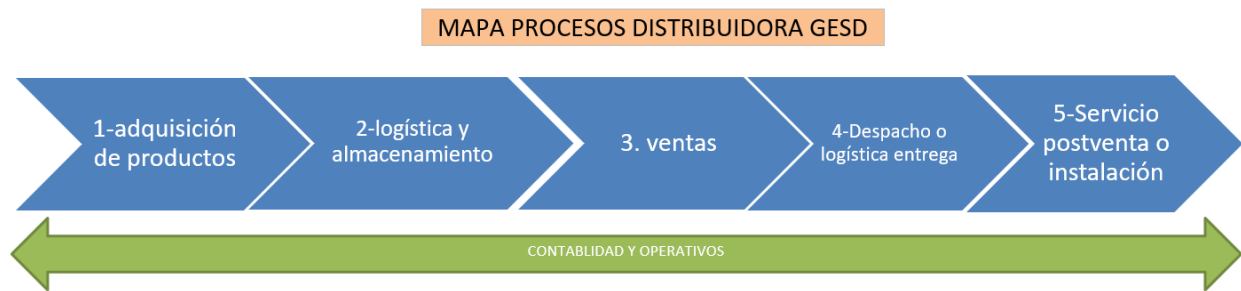 MAPA PROCESOS DISTRIBUIDORA GESD
1-adquisición
de productos
2-logística y
almacenamiento
3. ventas
4-Despacho o
logística entrega
5-Servicio
postventa o
instalación
CONTABLIDAD Y OPERATIVOS